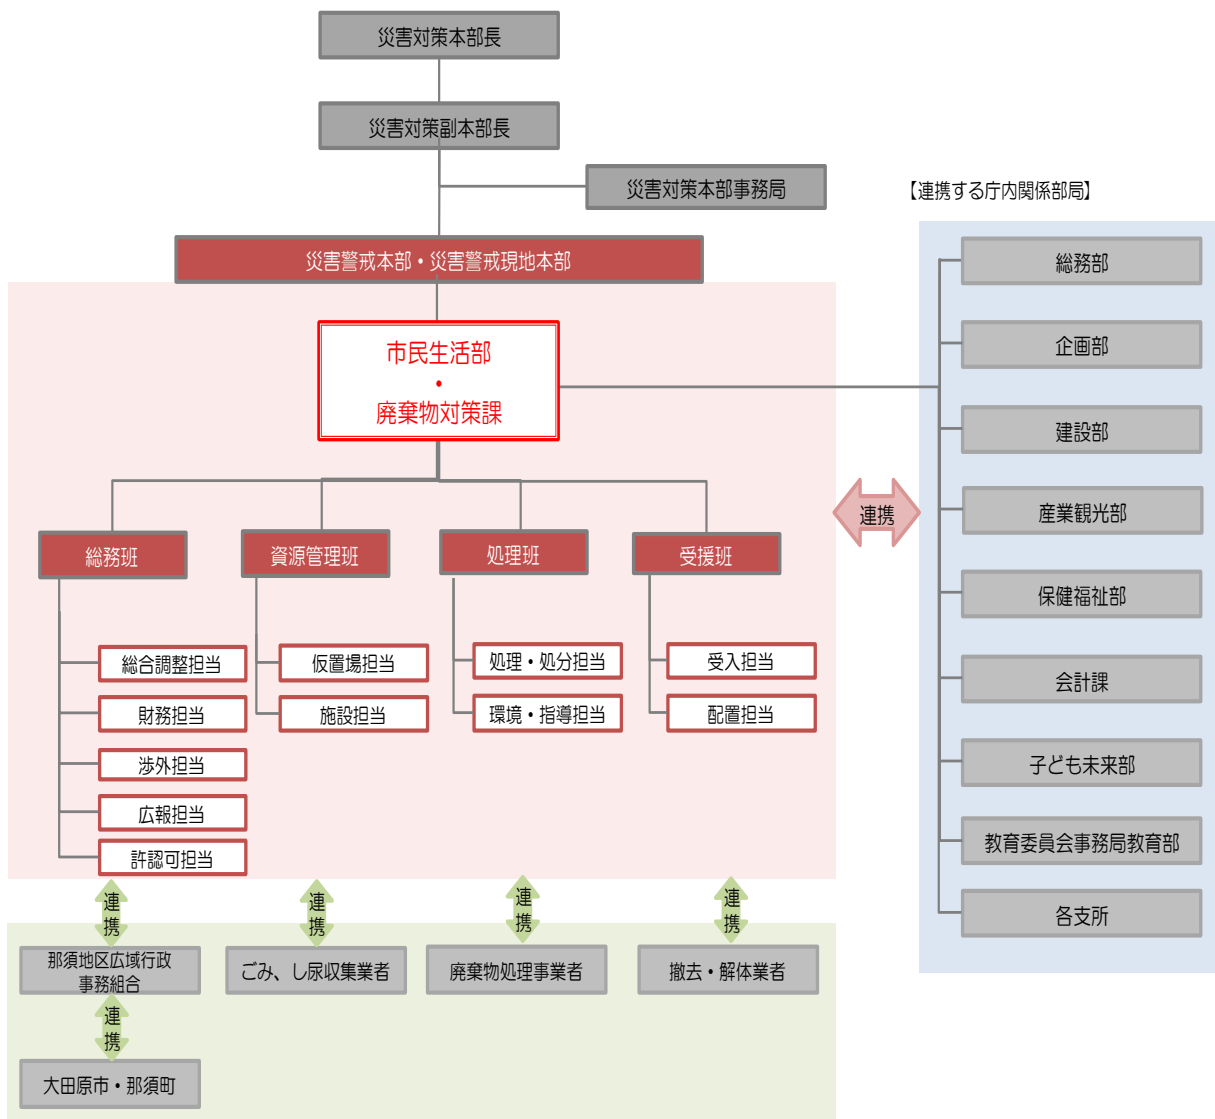 災害対策本部長
災害対策副本部長
災害対策本部事務局
災害警戒本部・災害警戒現地本部
市民生活部
・
廃棄物対策課
総務班
資源管理班
処理班
受援班
総合調整担当
財務担当
渉外担当
広報担当
許認可担当
仮置場担当
施設担当
処理・処分担当
環境・指導担当
受入担当
配置担当
連携
【連携する庁内関係部局】
総務部
企画部
建設部
産業観光部
保健福祉部
会計課
子ども未来部
教育委員会事務局教育部
各支所
連携
連携
連携
連携
那須地区広域行政
事務組合
ごみ、し尿収集業者
廃棄物処理事業者
撤去・解体業者
連携
大田原市・那須町